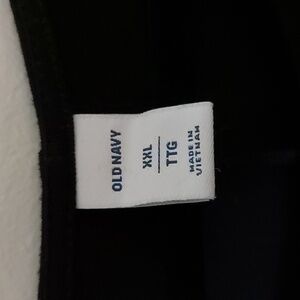 OLD NAVY
XXL
TTG
MADE IN
VIETNAM